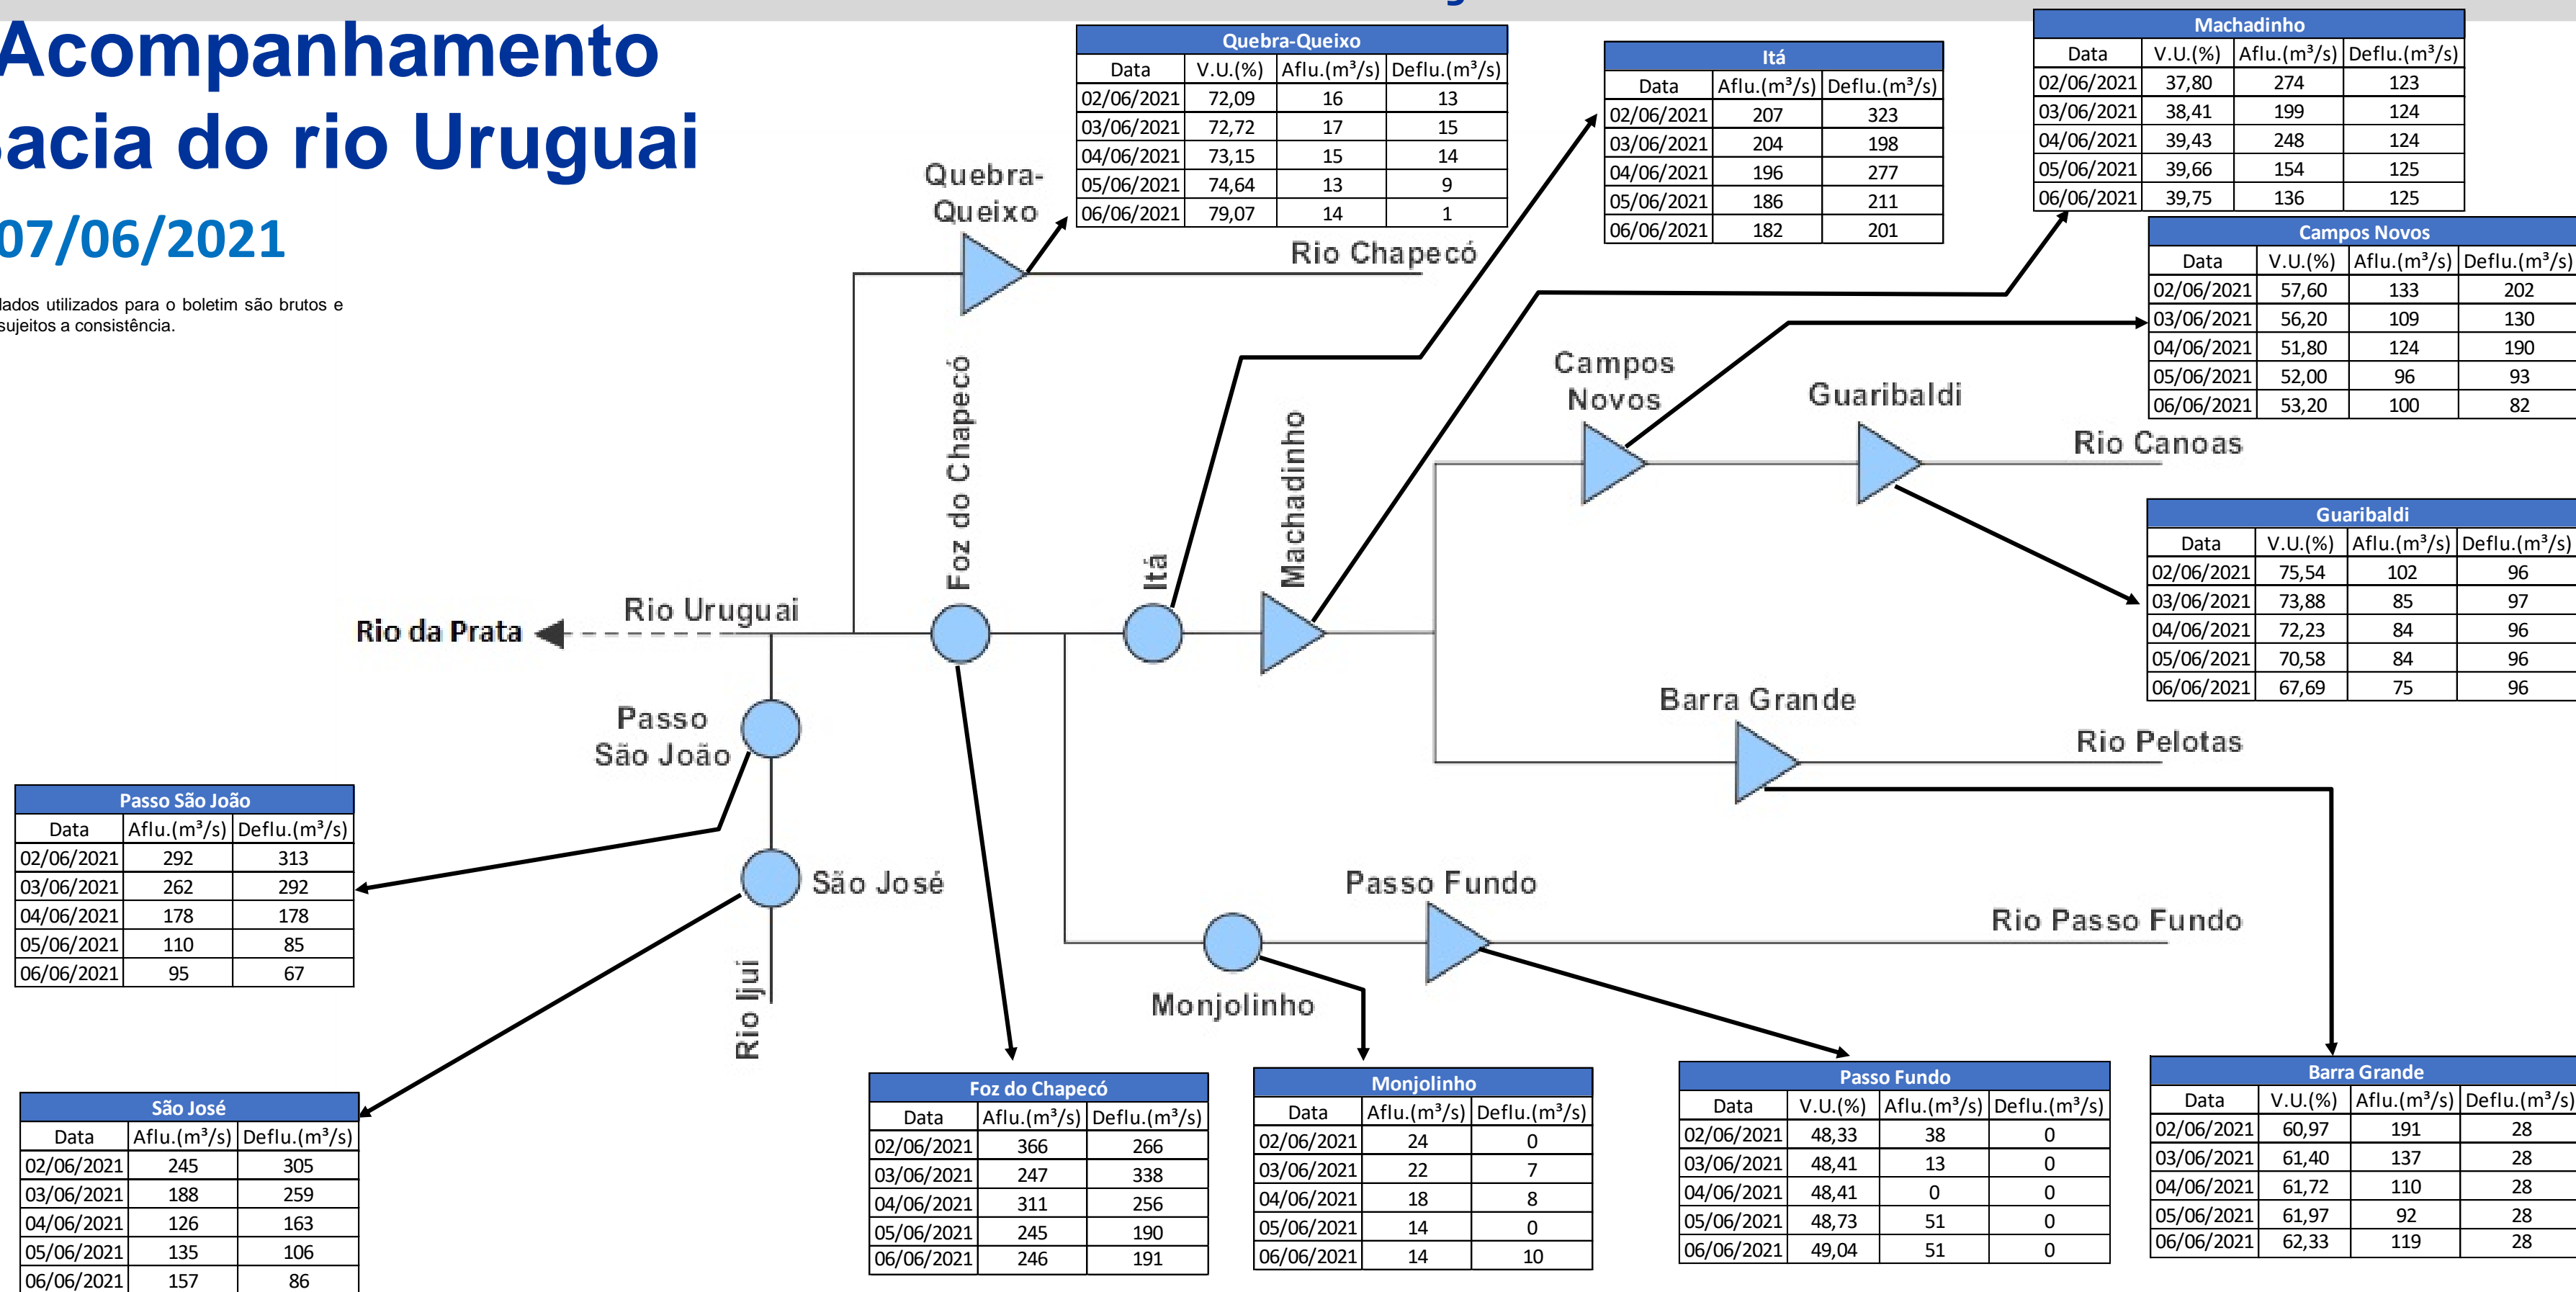 Acompanhamento
Bacia do rio Uruguai
07/06/2021
dados utilizados para o boletim são brutos e
sujeitos a consistência.
Quebra-Queixo
Data V.U.(%) Aflu.(m³/s) Deflu.(m³/s)
02/06/2021 72,09 16 13
03/06/2021 72,72 17 15
04/06/2021 73,15 15 14
05/06/2021 74,64 13 9
06/06/2021 79,07 14 1
Itá
Data Aflu.(m³/s) Deflu.(m³/s)
02/06/2021 207 323
03/06/2021 204 198
04/06/2021 196 277
05/06/2021 186 211
06/06/2021 182 201
Machadinho
Data V.U.(%) Aflu.(m³/s) Deflu.(m³/s)
02/06/2021 37,80 274 123
03/06/2021 38,41 199 124
04/06/2021 39,43 248 124
05/06/2021 39,66 154 125
06/06/2021 39,75 136 125
Campos Novos
Data V.U.(%) Aflu.(m³/s) Deflu.(m³/s)
02/06/2021 57,60 133 202
03/06/2021 56,20 109 130
04/06/2021 51,80 124 190
05/06/2021 52,00 96 93
06/06/2021 53,20 100 82
Quebra-
Queixo
Rio Chapecó
Foz do Chapecó
Itá
Machadinho
Campos
Novos
Guaribaldi
Rio Canoas
Guaribaldi
Data V.U.(%) Aflu.(m³/s) Deflu.(m³/s)
02/06/2021 75,54 102 96
03/06/2021 73,88 85 97
04/06/2021 72,23 84 96
05/06/2021 70,58 84 96
06/06/2021 67,69 75 96
Rio da Prata
Rio Uruguai
Passo
São João
Barra Grande
Rio Pelotas
São José
Rio Ijui
Passo Fundo
Rio Passo Fundo
Monjolinho
Passo São João
Data Aflu.(m³/s) Deflu.(m³/s)
02/06/2021 292 313
03/06/2021 262 292
04/06/2021 178 178
05/06/2021 110 85
06/06/2021 95 67
São José
Data Aflu.(m³/s) Deflu.(m³/s)
02/06/2021 245 305
03/06/2021 188 259
04/06/2021 126 163
05/06/2021 135 106
06/06/2021 157 86
Foz do Chapecó
Data Aflu.(m³/s) Deflu.(m³/s)
02/06/2021 366 266
03/06/2021 247 338
04/06/2021 311 256
05/06/2021 245 190
06/06/2021 246 191
Monjolinho
Data Aflu.(m³/s) Deflu.(m³/s)
02/06/2021 24 0
03/06/2021 22 7
04/06/2021 18 8
05/06/2021 14 0
06/06/2021 14 10
Passo Fundo
Data V.U.(%) Aflu.(m³/s) Deflu.(m³/s)
02/06/2021 48,33 38 0
03/06/2021 48,41 13 0
04/06/2021 48,41 0 0
05/06/2021 48,73 51 0
06/06/2021 49,04 51 0
Barra Grande
Data V.U.(%) Aflu.(m³/s) Deflu.(m³/s)
02/06/2021 60,97 191 28
03/06/2021 61,40 137 28
04/06/2021 61,72 110 28
05/06/2021 61,97 92 28
06/06/2021 62,33 119 28